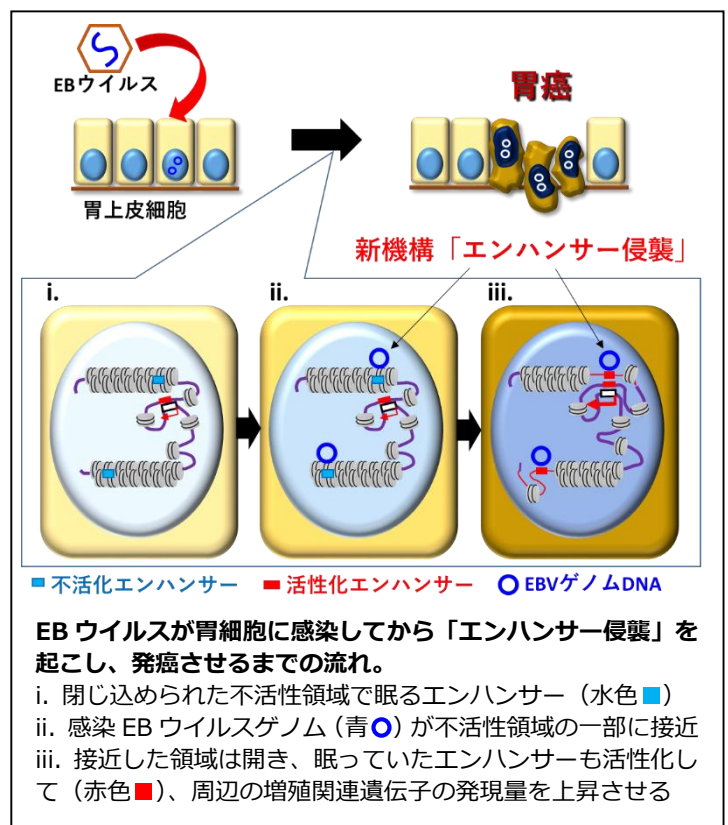 EBウイルス
胃癌
胃上皮細胞
新機構「エンハンサー侵襲」
i.
ii.
iii.
不活化エンハンサー
活性化エンハンサー
EBVゲノムDNA
EB ウイルスが胃細胞に感染してから「エンハンサー侵襲」を
起こし、発癌させるまでの流れ。
i. 閉じ込められた不活性領域で眠るエンハンサー（水色■）
ii. 感染 EB ウイルスゲノム（青○）が不活性領域の一部に接近
iii. 接近した領域は開き、眠っていたエンハンサーも活性化し
て（赤色■）、周辺の増殖関連遺伝子の発現量を上昇させる